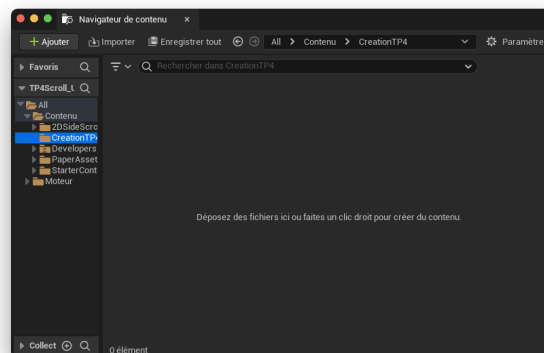 Navigateur de contenu
Ajouter Importer Enregistrer tout All Contenu CreationTP4 Paramètre
Favoris
Rechercher dans CreationTP4
TP4Scroll_U
All
Contenu
2DSideScro
CreationTP4
Developers
PaperAsset
StarterCont
Moteur
Déposez des fichiers ici ou faites un clic droit pour créer du contenu.
Collect
0 élément